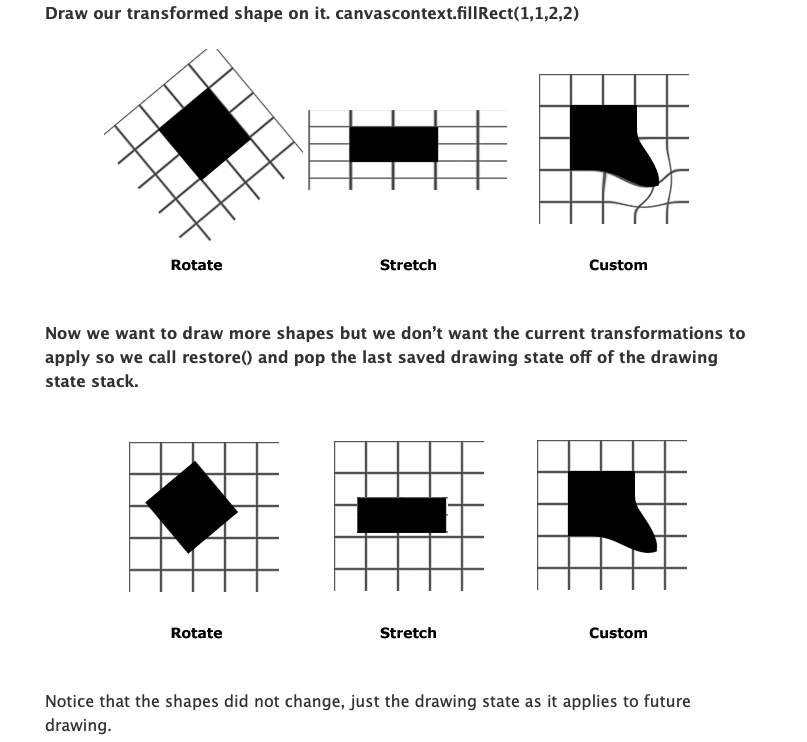 Draw our transformed shape on it. canvascontext.fillRect(1,1,2,2)
Rotate
Stretch
Custom
Now we want to draw more shapes but we don’t want the current transformations to
apply so we call restore() and pop the last saved drawing state off of the drawing
state stack.
Rotate
Stretch
Custom
Notice that the shapes did not change, just the drawing state as it applies to future
drawing.